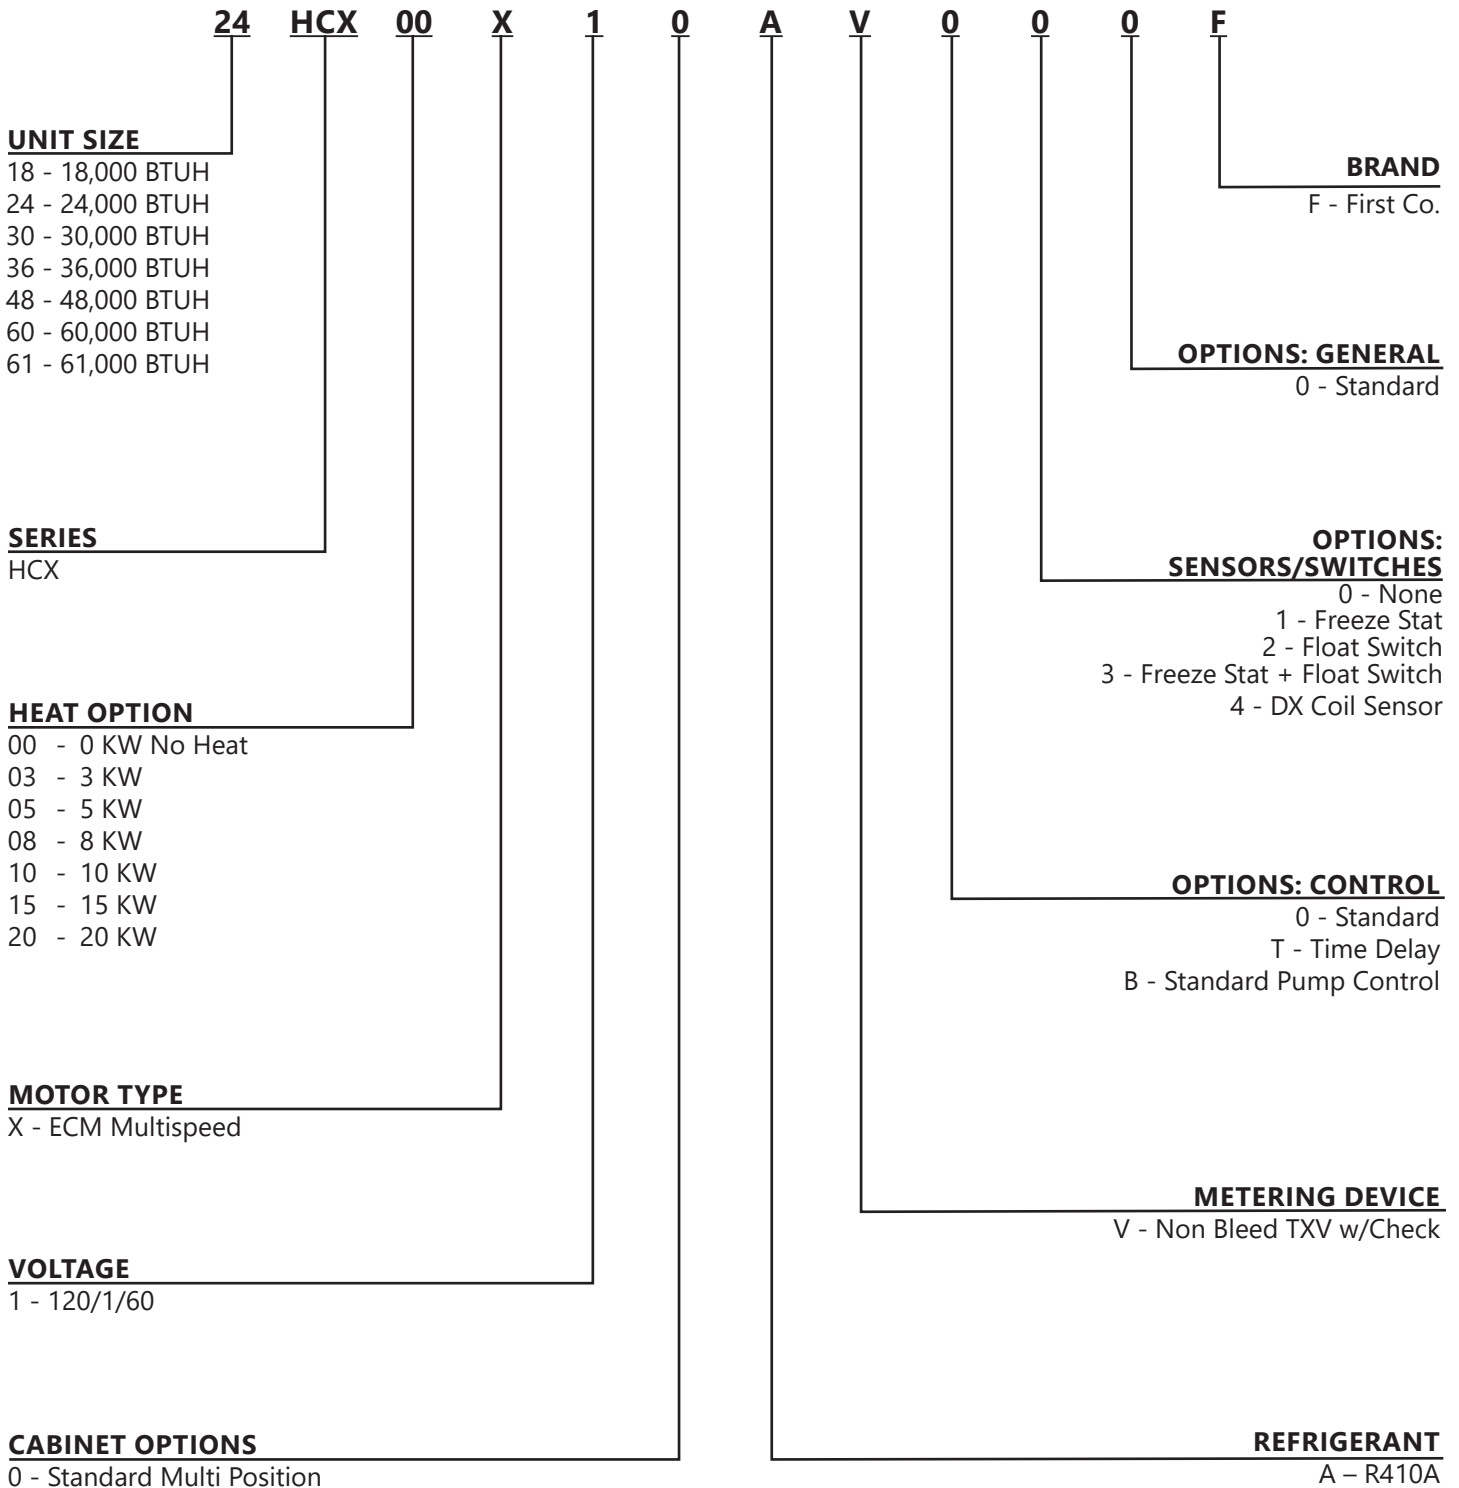 24 HCX 00 X 1 0 A V 0 0 0 F
UNIT SIZE
18 - 18,000 BTUH
24 - 24,000 BTUH
30 - 30,000 BTUH
36 - 36,000 BTUH
48 - 48,000 BTUH
60 - 60,000 BTUH
61 - 61,000 BTUH
SERIES
HCX
HEAT OPTION
00 - 0 KW No Heat
03 - 3 KW
05 - 5 KW
08 - 8 KW
10 - 10 KW
15 - 15 KW
20 - 20 KW
MOTOR TYPE
X - ECM Multispeed
VOLTAGE
1 - 120/1/60
CABINET OPTIONS
0 - Standard Multi Position
BRAND
F - First Co.
OPTIONS: GENERAL
0 - Standard
OPTIONS:
SENSORS/SWITCHES
0 - None
1 - Freeze Stat
2 - Float Switch
3 - Freeze Stat + Float Switch
4 - DX Coil Sensor
OPTIONS: CONTROL
0 - Standard
T - Time Delay
B - Standard Pump Control
METERING DEVICE
V - Non Bleed TXV w/Check
REFRIGERANT
A – R410A